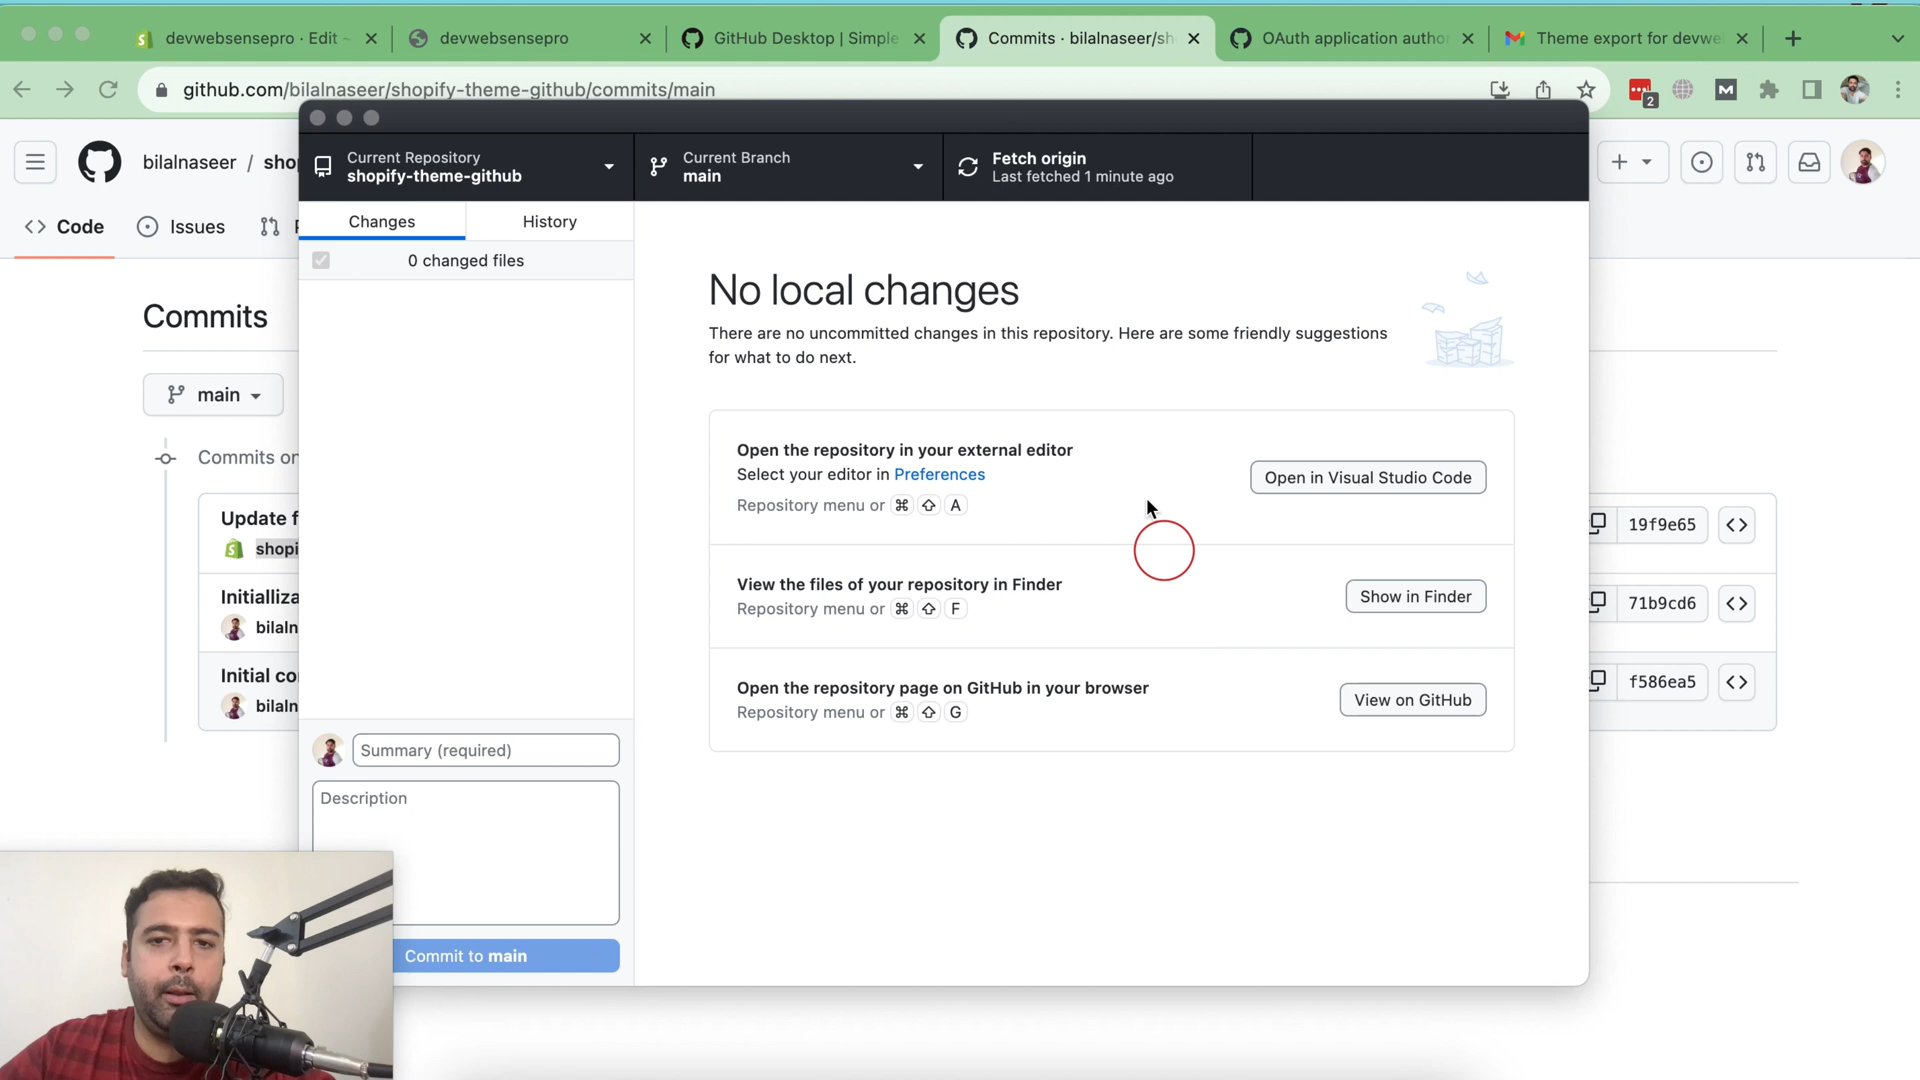 devwebsensepro · Edit ~
devwebsensepro
GitHub Desktop | Simple
Commits · bilalnaseer/sh
OAuth application author
Theme export for devwe
github.com/bilalnaseer/shopify-theme-github/commits/main
2
M
bilalnaseer / shop
Current Repository
shopify-theme-github
Current Branch
main
Fetch origin
Last fetched 1 minute ago
Code
Issues
Changes
History
0 changed files
No local changes
There are no uncommitted changes in this repository. Here are some friendly suggestions
for what to do next.
Commits
main
Commits on
Open the repository in your external editor
Select your editor in Preferences
Repository menu or ⌘ ⇧ A
Open in Visual Studio Code
Update f
shopi
19f9e65
View the files of your repository in Finder
Repository menu or ⌘ ⇧ F
Show in Finder
Initializa
bilaln
71b9cd6
Open the repository page on GitHub in your browser
Repository menu or ⌘ ⇧ G
View on GitHub
Initial co
bilaln
f586ea5
Summary (required)
Description
Commit to main